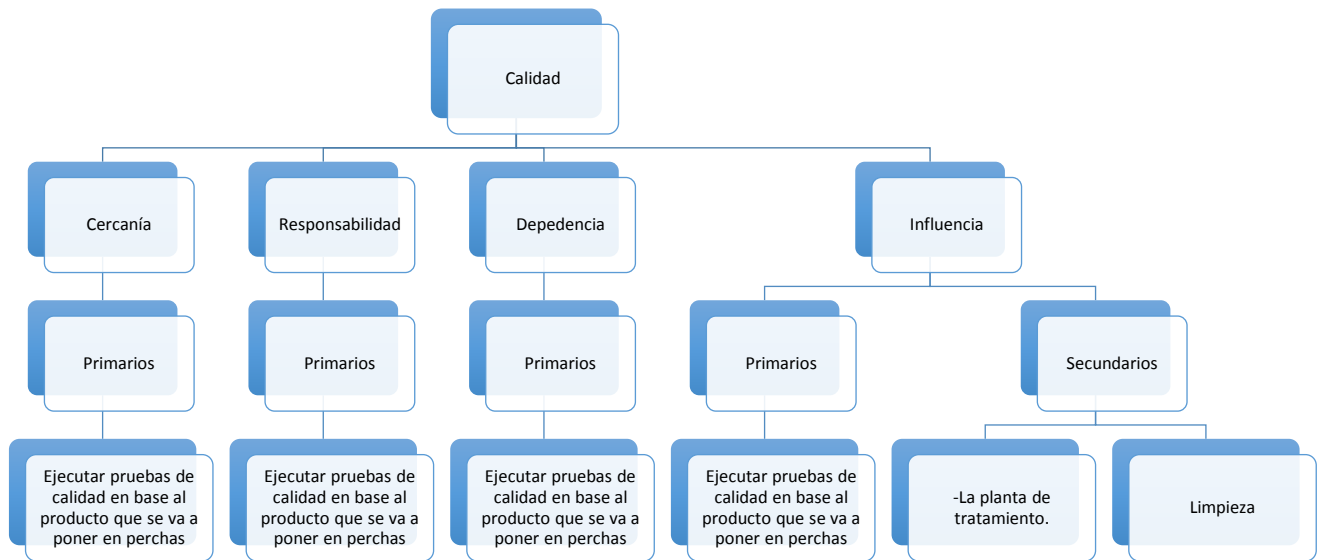 Calidad
Cercanía
Responsabilidad
Depedencia
Influencia
Primarios
Primarios
Primarios
Primarios
Secundarios
Ejecutar pruebas de
calidad en base al
producto que se va a
poner en perchas
Ejecutar pruebas de
calidad en base al
producto que se va a
poner en perchas
Ejecutar pruebas de
calidad en base al
producto que se va a
poner en perchas
Ejecutar pruebas de
calidad en base al
producto que se va a
poner en perchas
-La planta de
tratamiento.
Limpieza